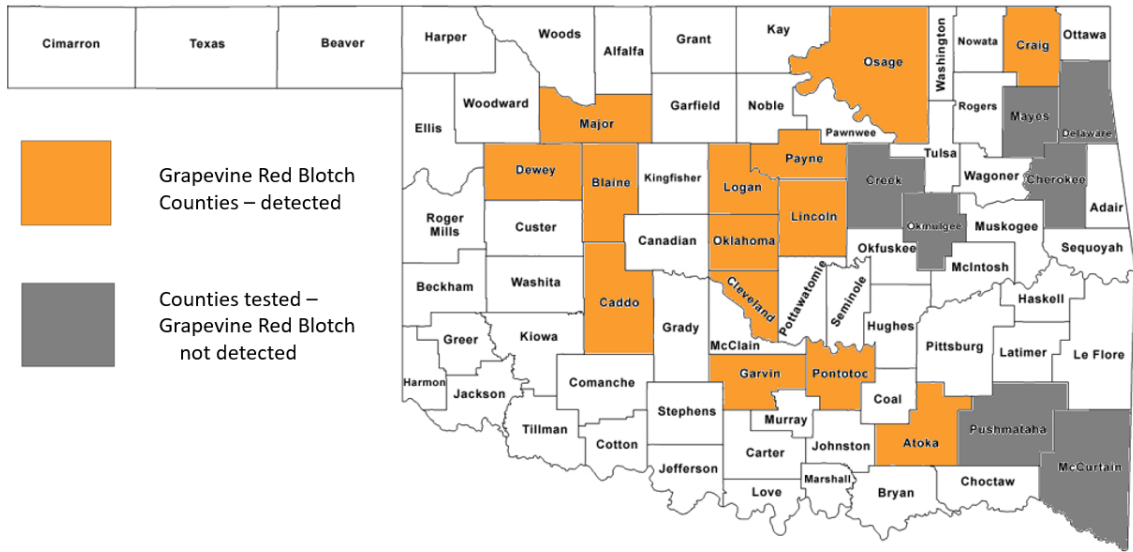 Cimarron
Texas
Beaver
Harper
Woods
Alfalfa
Grant
Kay
Osage
Washington
Nowata
Craig
Ottawa
Woodward
Ellis
Major
Garfield
Noble
Pawnwee
Rogers
Mayes
Delaware
Grapevine Red Blotch
Counties – detected
Dewey
Blaine
Kingfisher
Logan
Payne
Creek
Tulsa
Wagoner
Cherokee
Adair
Roger
Mills
Custer
Canadian
Oklahoma
Lincoln
Okmulgee
Muskogee
Okfuskee
Sequoyah
McIntosh
Counties tested –
Grapevine Red Blotch
not detected
Beckham
Washita
Caddo
Grady
Cleveland
Pottawatomie
Seminole
Hughes
Haskell
Greer
Kiowa
McClain
Pittsburg
Latimer
Le Flore
Harmon
Jackson
Comanche
Garvin
Pontotoc
Coal
Stephens
Murray
Tillman
Cotton
Carter
Johnston
Atoka
Pushmataha
McCurtain
Jefferson
Love
Marshall
Bryan
Choctaw